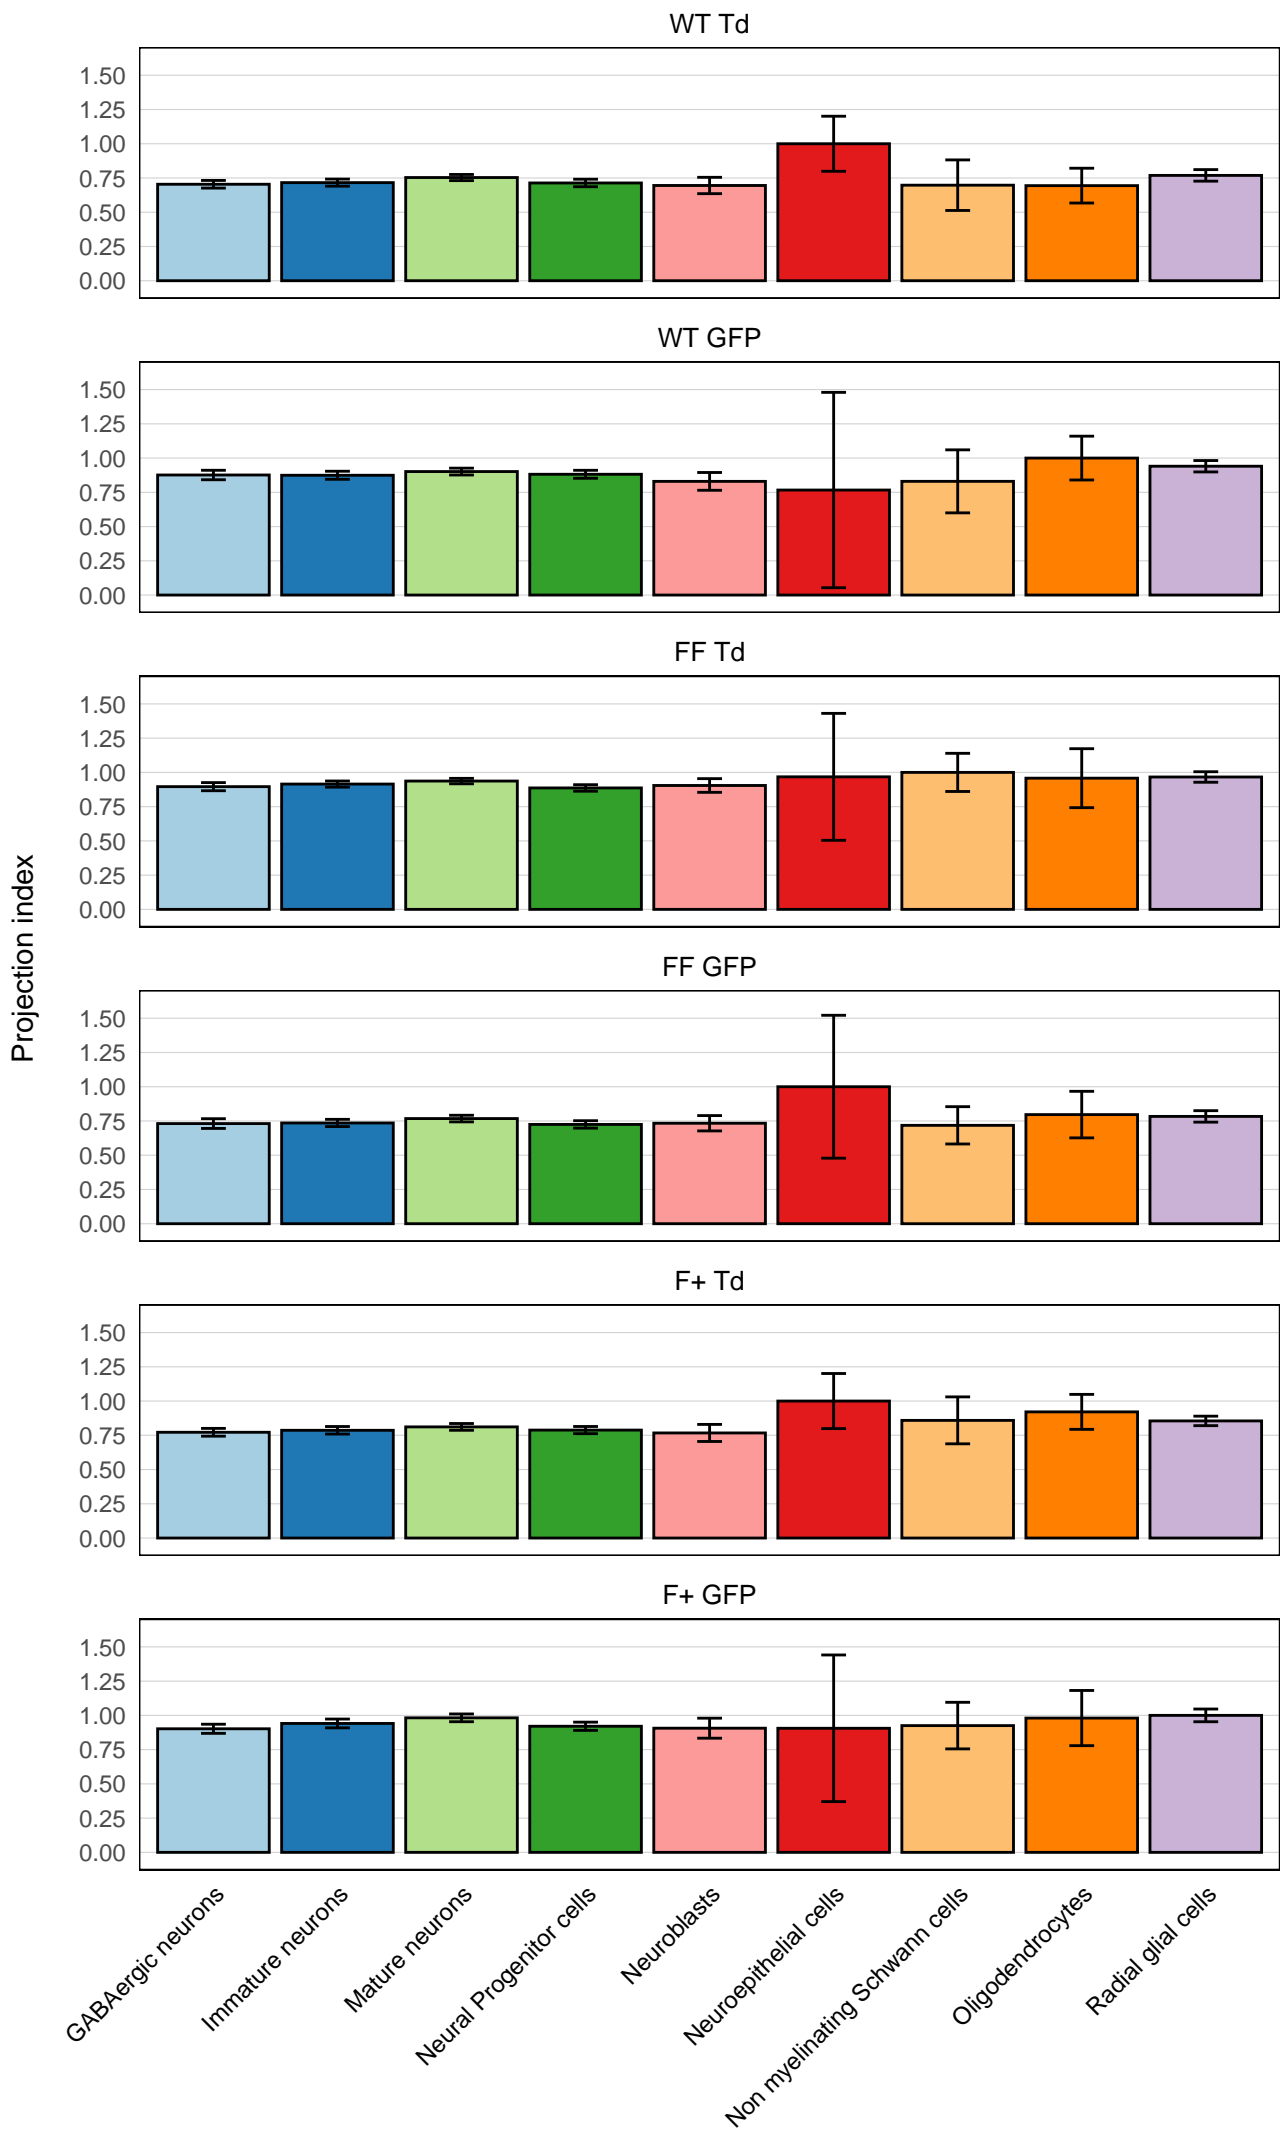 WT Td
1.50
1.25
1.00
0.75
0.50
0.25
0.00
WT GFP
1.50
1.25
1.00
0.75
0.50
0.25
0.00
FF Td
1.50
1.25
1.00
0.75
0.50
0.25
0.00
Projection index
FF GFP
1.50
1.25
1.00
0.75
0.50
0.25
0.00
F+ Td
1.50
1.25
1.00
0.75
0.50
0.25
0.00
F+ GFP
1.50
1.25
1.00
0.75
0.50
0.25
0.00
GABAergic neurons
Immature neurons
Mature neurons
Neural Progenitor cells
Neuroblasts
Neuroepithelial cells
Non myelinating Schwann cells
Oligodendrocytes
Radial glial cells